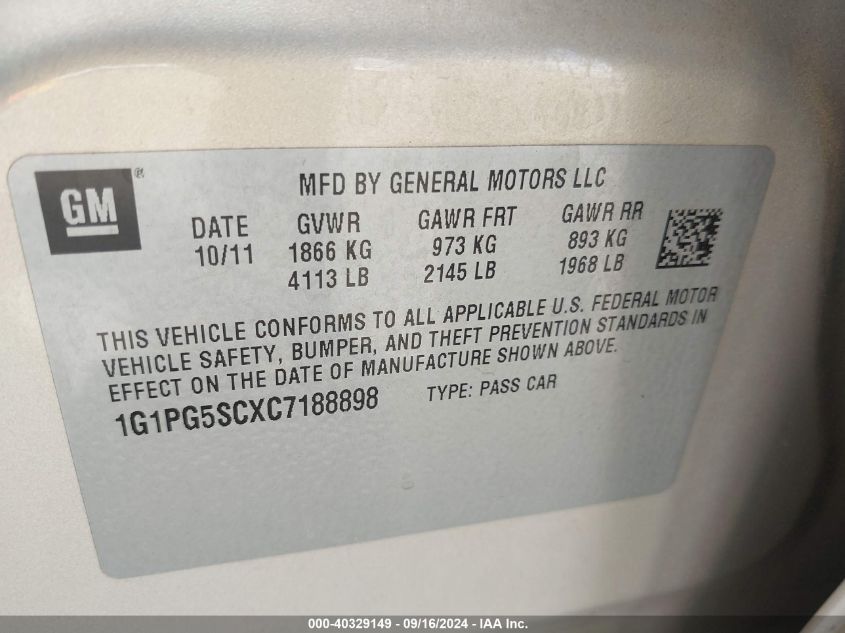 GM ®
MFD BY GENERAL MOTORS LLC
DATE GVWR GAWR FRT GAWR RR
10/11 1866 KG 973 KG 893 KG
4113 LB 2145 LB 1968 LB
THIS VEHICLE CONFORMS TO ALL APPLICABLE U.S. FEDERAL MOTOR
VEHICLE SAFETY, BUMPER, AND THEFT PREVENTION STANDARDS IN
EFFECT ON THE DATE OF MANUFACTURE SHOWN ABOVE.
1G1PG5SCXC7188898 TYPE: PASS CAR
000-40329149 - 09/16/2024 - IAA Inc.